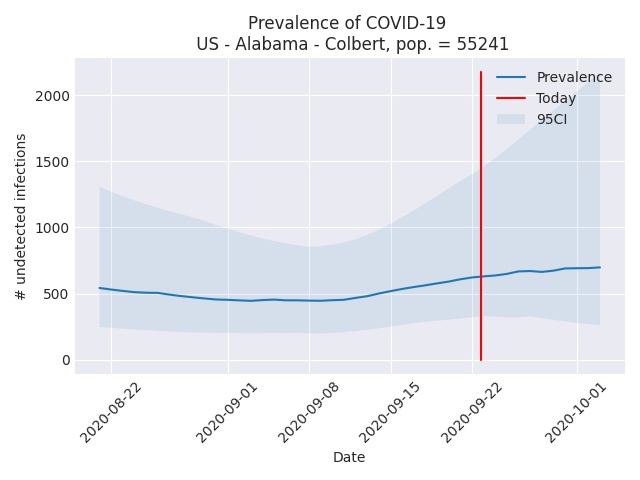 Prevalence of COVID-19
US - Alabama - Colbert, pop. = 55241
Prevalence
Today
95CI
# undetected infections
2000
1500
1000
500
0
2020-08-22
2020-09-01
2020-09-08
2020-09-15
2020-09-22
2020-10-01
Date